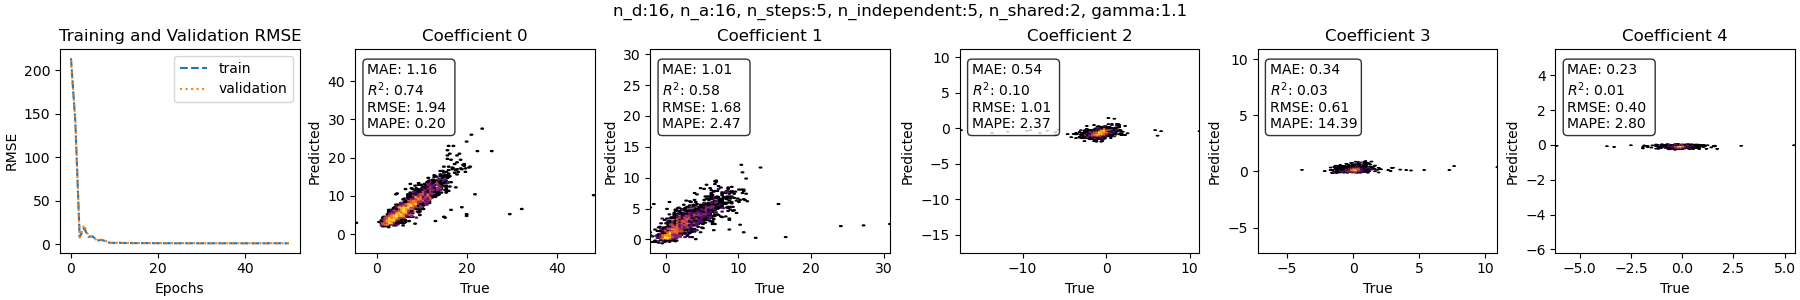 n_d:16, n_a:16, n_steps:5, n_independent:5, n_shared:2, gamma:1.1
Training and Validation RMSE
RMSE
200
150
100
50
0
train
validation
0
20
40
Epochs
Coefficient 0
Predicted
40
30
20
10
0
MAE: 1.16
R²: 0.74
RMSE: 1.94
MAPE: 0.20
0
20
40
True
Coefficient 1
Predicted
30
25
20
15
10
5
0
MAE: 1.01
R²: 0.58
RMSE: 1.68
MAPE: 2.47
0
10
20
30
True
Coefficient 2
Predicted
10
5
0
−5
−10
−15
MAE: 0.54
R²: 0.10
RMSE: 1.01
MAPE: 2.37
−10
0
10
True
Coefficient 3
Predicted
10
5
0
−5
MAE: 0.34
R²: 0.03
RMSE: 0.61
MAPE: 14.39
−5
0
5
10
True
Coefficient 4
Predicted
4
2
0
−2
−4
−6
MAE: 0.23
R²: 0.01
RMSE: 0.40
MAPE: 2.80
−5.0
−2.5
0.0
2.5
5.0
True